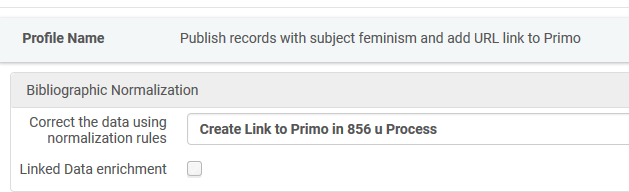 Profile Name Publish records with subject feminism and add URL link to Primo
Bibliographic Normalization
Correct the data using
normalization rules
Create Link to Primo in 856 u Process
Linked Data enrichment